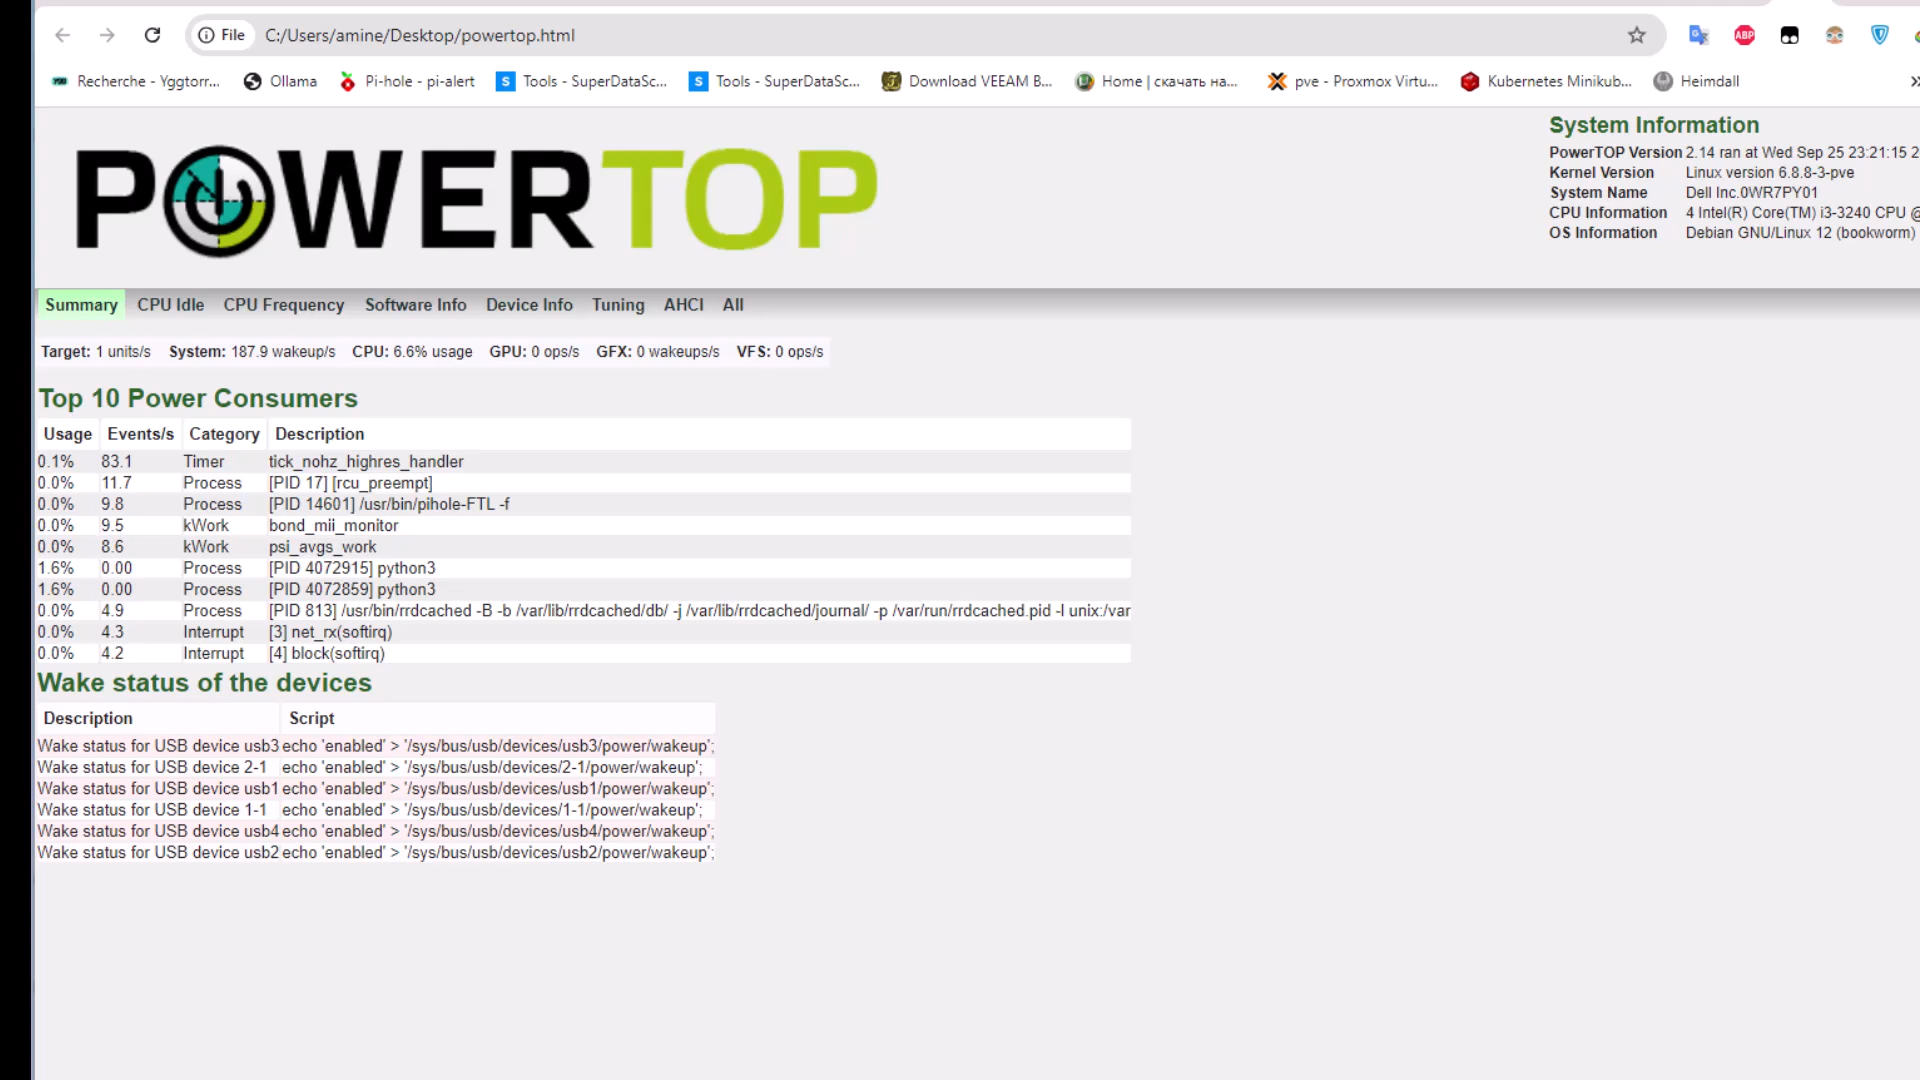 File C:/Users/amine/Desktop/powertop.html
Recherche - Yggtorr... Ollama Pi-hole - pi-alert Tools - SuperDataSc... Tools - SuperDataSc... Download VEEAM B... Home | скачать на... pve - Proxmox Virtu... Kubernetes Minikub... Heimdall
ABP
POWERTOP
System Information
PowerTOP Version 2.14 ran at Wed Sep 25 23:21:15 2
Kernel Version Linux version 6.8.8-3-pve
System Name Dell Inc.0WR7PY01
CPU Information 4 Intel(R) Core(TM) i3-3240 CPU @
OS Information Debian GNU/Linux 12 (bookworm)
Summary CPU Idle CPU Frequency Software Info Device Info Tuning AHCI All
Target: 1 units/s System: 187.9 wakeup/s CPU: 6.6% usage GPU: 0 ops/s GFX: 0 wakeups/s VFS: 0 ops/s
Top 10 Power Consumers
Usage Events/s Category Description
0.1% 83.1 Timer tick_nohz_highres_handler
0.0% 11.7 Process [PID 17] [rcu_preempt]
0.0% 9.8 Process [PID 14601] /usr/bin/pihole-FTL -f
0.0% 9.5 kWork bond_mii_monitor
0.0% 8.6 kWork psi_avgs_work
1.6% 0.00 Process [PID 4072915] python3
1.6% 0.00 Process [PID 4072859] python3
0.0% 4.9 Process [PID 813] /usr/bin/rrdcached -B -b /var/lib/rrdcached/db/ -j /var/lib/rrdcached/journal/ -p /var/run/rrdcached.pid -l unix:/var
0.0% 4.3 Interrupt [3] net_rx(softirq)
0.0% 4.2 Interrupt [4] block(softirq)
Wake status of the devices
Description Script
Wake status for USB device usb3 echo 'enabled' > '/sys/bus/usb/devices/usb3/power/wakeup';
Wake status for USB device 2-1 echo 'enabled' > '/sys/bus/usb/devices/2-1/power/wakeup';
Wake status for USB device usb1 echo 'enabled' > '/sys/bus/usb/devices/usb1/power/wakeup';
Wake status for USB device 1-1 echo 'enabled' > '/sys/bus/usb/devices/1-1/power/wakeup';
Wake status for USB device usb4 echo 'enabled' > '/sys/bus/usb/devices/usb4/power/wakeup';
Wake status for USB device usb2 echo 'enabled' > '/sys/bus/usb/devices/usb2/power/wakeup';